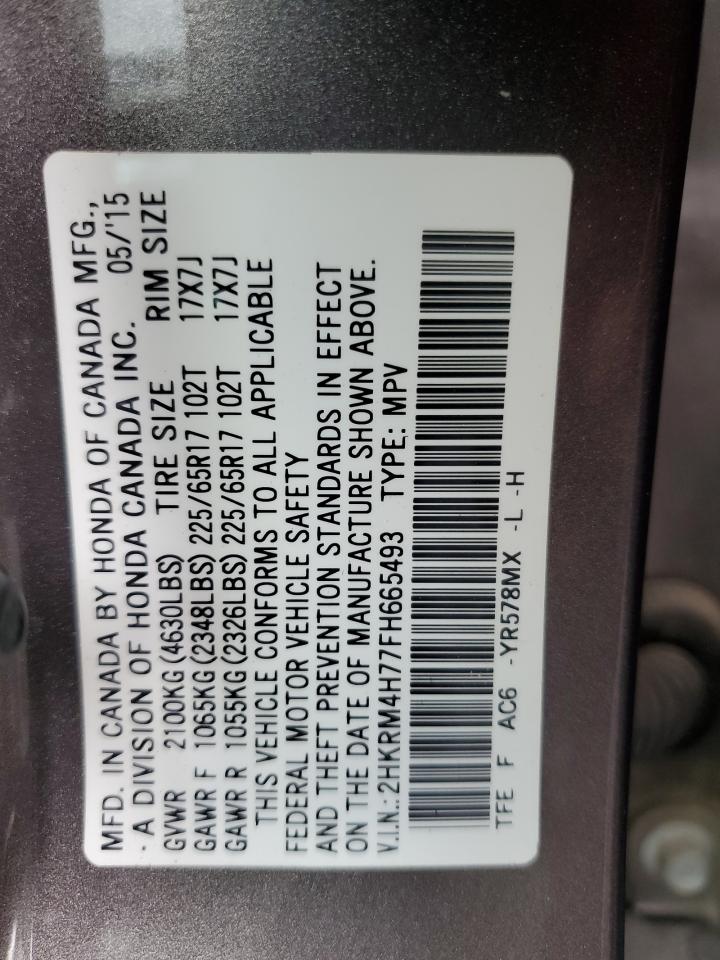 MFD. IN CANADA BY HONDA OF CANADA MFG.,
· A DIVISION OF HONDA CANADA INC. 05/'15
GVWR 2100KG(4630LBS) TIRE SIZE RIM SIZE
GAWR F 1065KG(2348LBS) 225/65R17 102T 17X7J
GAWR R 1055KG(2326LBS) 225/65R17 102T 17X7J
THIS VEHICLE CONFORMS TO ALL APPLICABLE
FEDERAL MOTOR VEHICLE SAFETY
AND THEFT PREVENTION STANDARDS IN EFFECT
ON THE DATE OF MANUFACTURE SHOWN ABOVE.
V.I.N.:2HKRM4H77FH665493 TYPE: MPV
TFE F AC6 -YR578MX -L -H